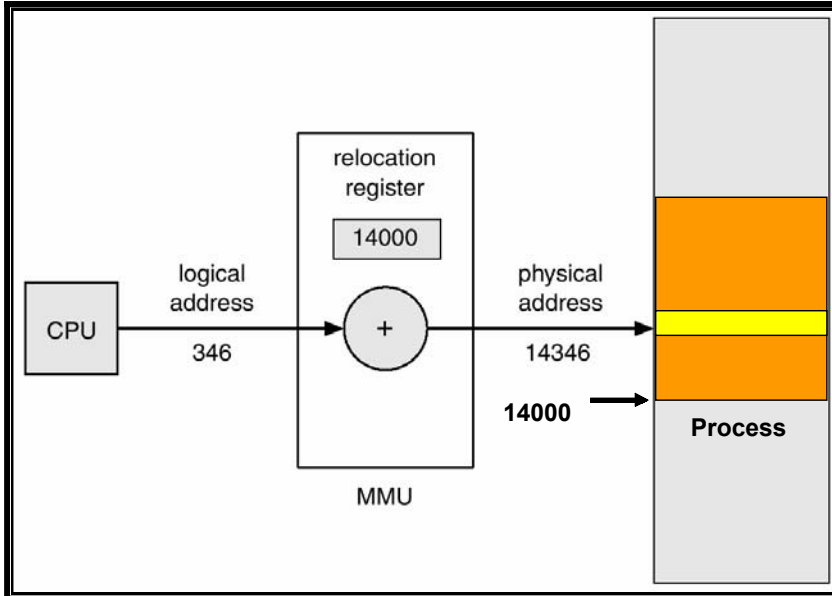 relocation
register
14000
logical
address
346
CPU
+
physical
address
14346
14000
Process
MMU